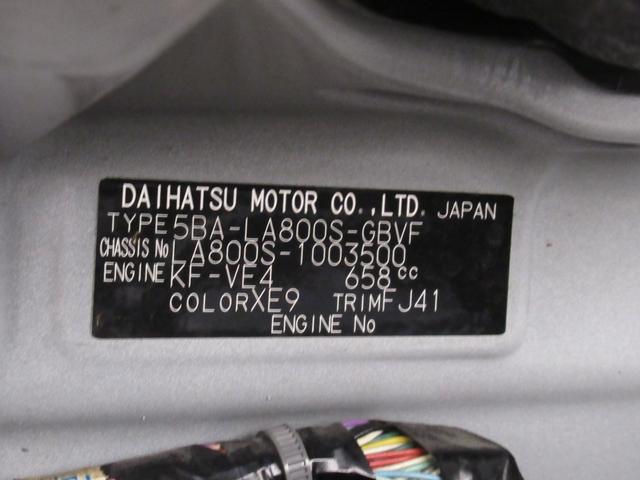 DAIHATSU MOTOR CO.,LTD. JAPAN
TYPE 5BA-LA800S-GBVF
CHASSIS No LA800S-1003500
ENGINE KF-VE4 658cc
COLOR XE9 TRIM FJ41
ENGINE No